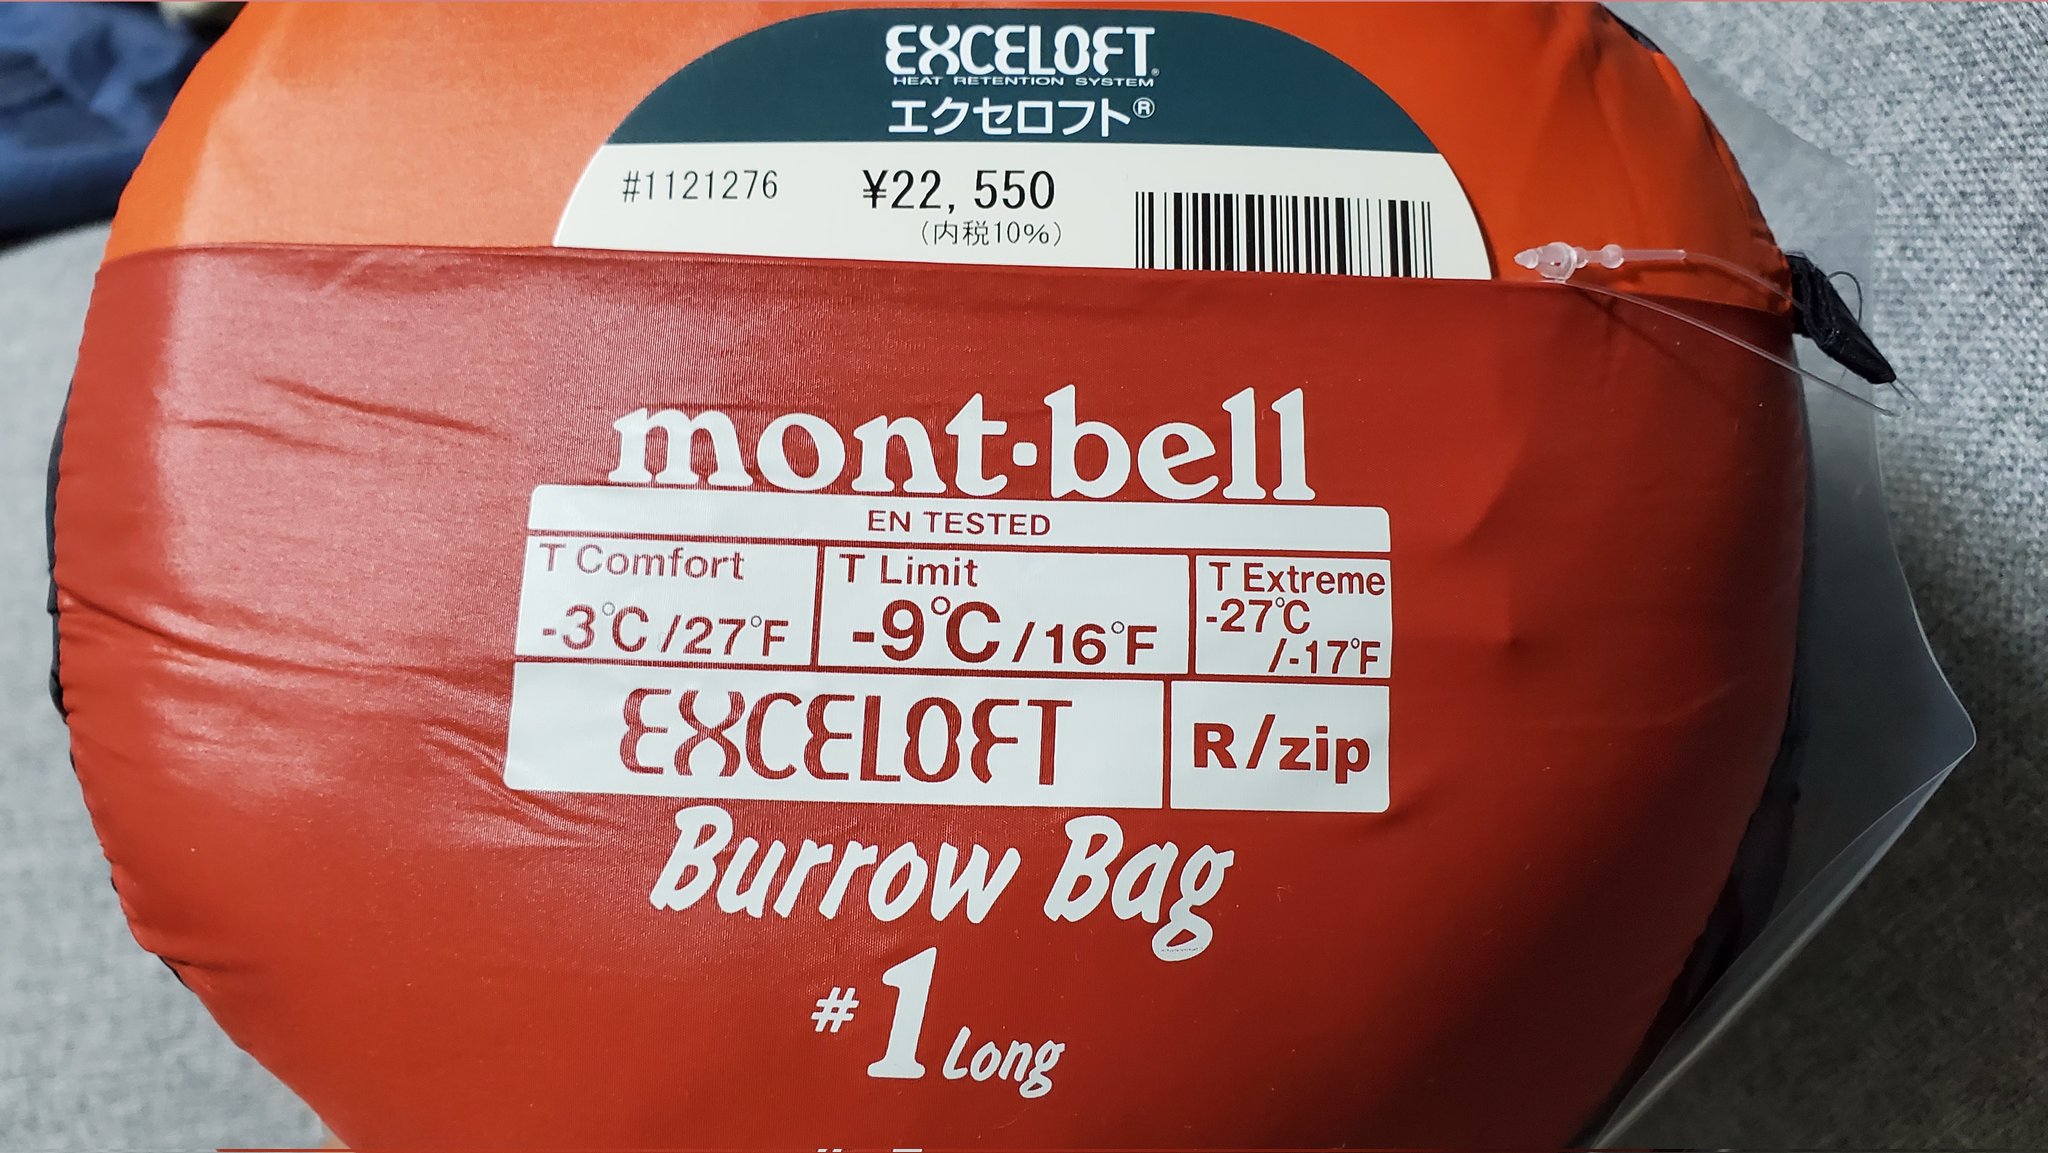 EXCELOFT®
HEAT RETENTION SYSTEM
エクセロフト®
#1121276 ¥22,550
(内税10%)
mont·bell
EN TESTED
T Comfort
-3°C/27°F
T Limit
-9°C/16°F
T Extreme
-27°C
/-17°F
EXCELOFT R/zip
Burrow Bag
#1 Long